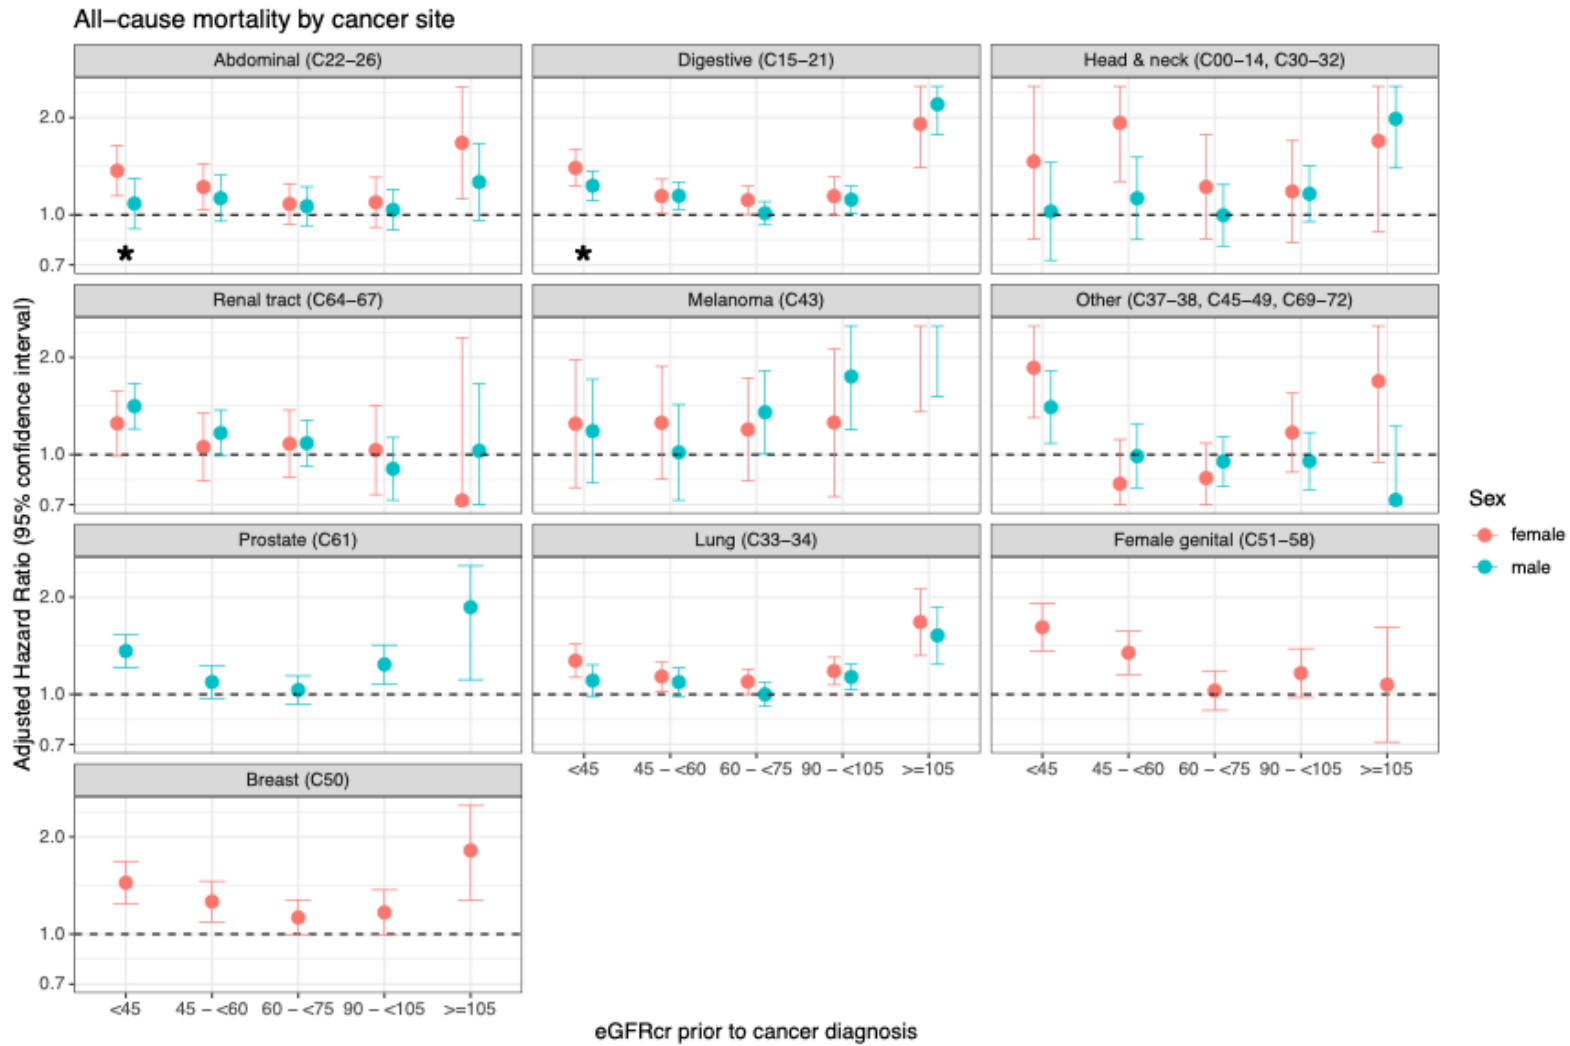 All−cause mortality by cancer site
Abdominal (C22−26)
Digestive (C15−21)
Head & neck (C00−14, C30−32)
2.0
1.0
0.7
*
*
Renal tract (C64−67)
Melanoma (C43)
Other (C37−38, C45−49, C69−72)
2.0
1.0
0.7
Prostate (C61)
Lung (C33−34)
Female genital (C51−58)
2.0
1.0
0.7
<45 45 − <60 60 − <75 90 − <105 >=105
<45 45 − <60 60 − <75 90 − <105 >=105
Breast (C50)
2.0
1.0
0.7
<45 45 − <60 60 − <75 90 − <105 >=105
eGFRcr prior to cancer diagnosis
Adjusted Hazard Ratio (95% confidence interval)
Sex
female
male